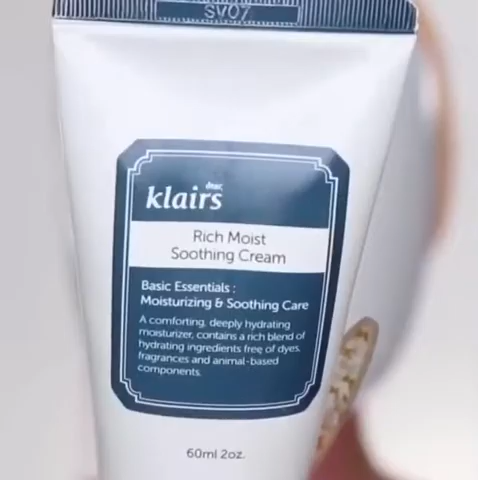 SV07
dear,
klairs
Rich Moist
Soothing Cream
Basic Essentials :
Moisturizing & Soothing Care
A comforting, deeply hydrating
moisturizer, contains a rich blend of
hydrating ingredients free of dyes,
fragrances and animal-based
components.
60ml 2oz.